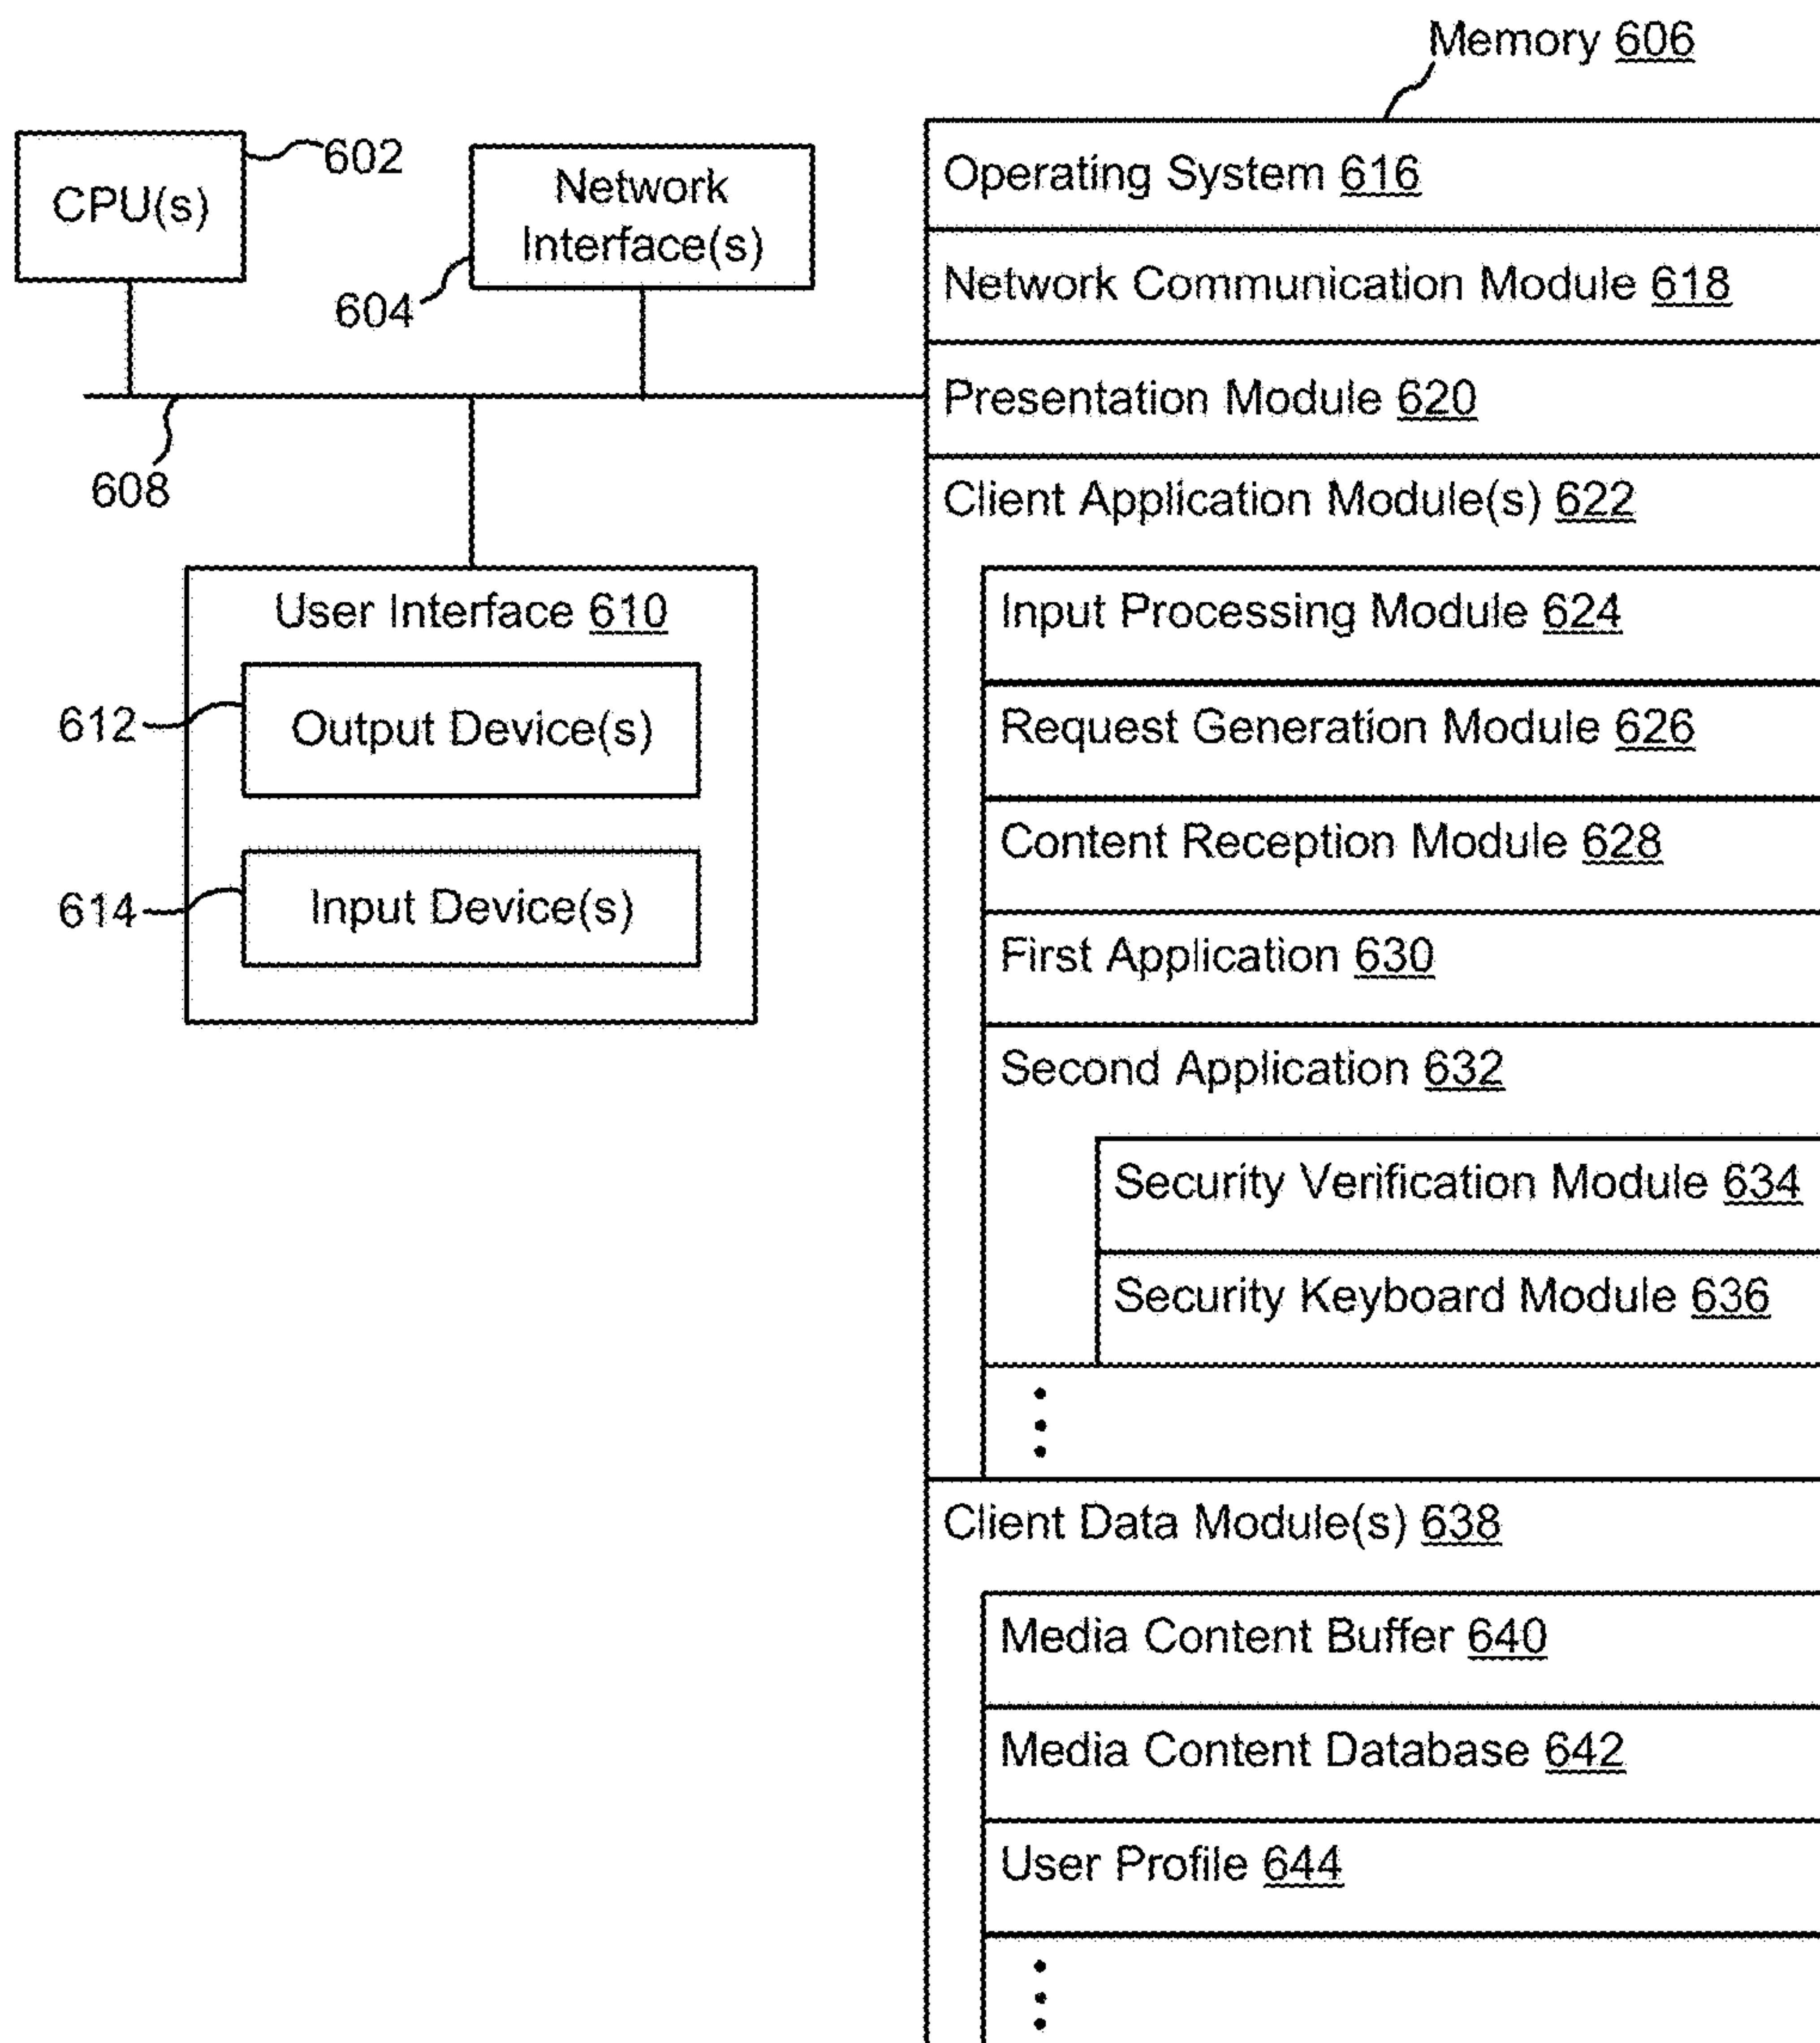 Memory 606
CPU(s)
602
Network
Interface(s)
604
608
User Interface 610
612
Output Device(s)
614
Input Device(s)
Operating System 616
Network Communication Module 618
Presentation Module 620
Client Application Module(s) 622
Input Processing Module 624
Request Generation Module 626
Content Reception Module 628
First Application 630
Second Application 632
Security Verification Module 634
Security Keyboard Module 636
Client Data Module(s) 638
Media Content Buffer 640
Media Content Database 642
User Profile 644